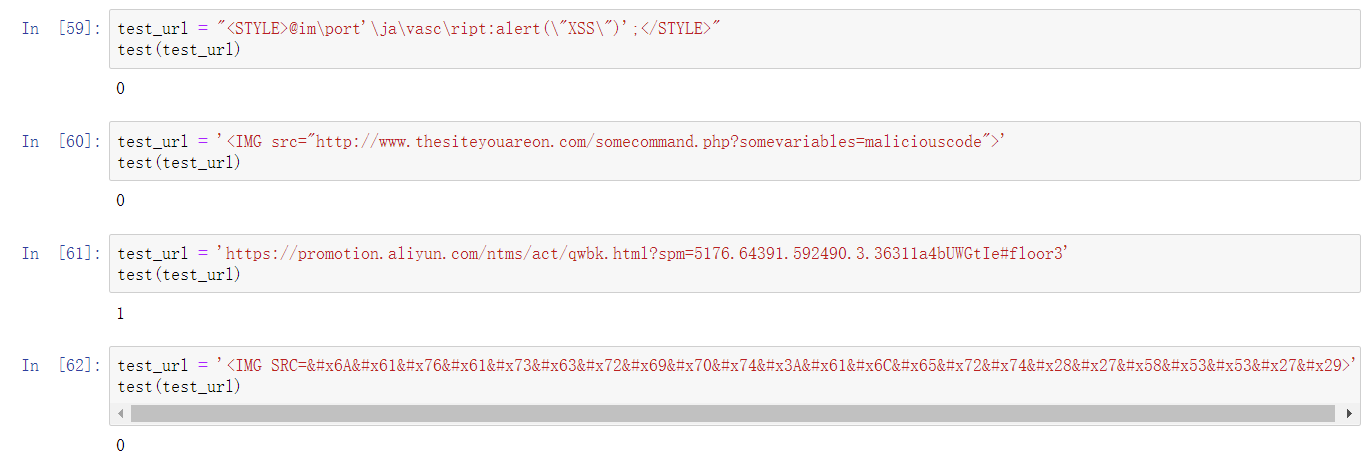 In [59]: test_url = "<STYLE>@im\port'\ja\vasc\ript:alert(\"XSS\")';</STYLE>"
test(test_url)
0
In [60]: test_url = '<IMG src="http://www.thesiteyouareon.com/somecommand.php?somevariables=maliciouscode">'
test(test_url)
0
In [61]: test_url = 'https://promotion.aliyun.com/ntms/act/qwbk.html?spm=5176.64391.592490.3.36311a4bUWGtIe#floor3'
test(test_url)
1
In [62]: test_url = '<IMG SRC=&#x6A&#x61&#x76&#x61&#x73&#x63&#x72&#x69&#x70&#x74&#x3A&#x61&#x6C&#x65&#x72&#x74&#x28&#x27&#x58&#x53&#x53&#x27&#x29>'
test(test_url)
0